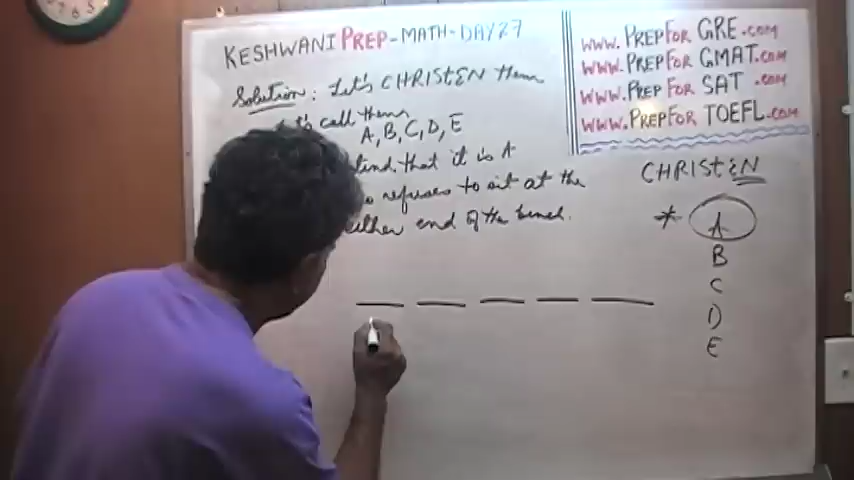 KESHWANI PREP-MATH-DAY27
Solution: Let's CHRISTEN them
call them
A, B, C, D, E
that it is A
refuses to sit at the
either end of the bench.
www.PREPFOR GRE.com
www.PREPFOR GMAT.com
www.PREPFOR SAT.com
www.PREPFOR TOEFL.com
CHRISTEN
* A
B
C
D
E